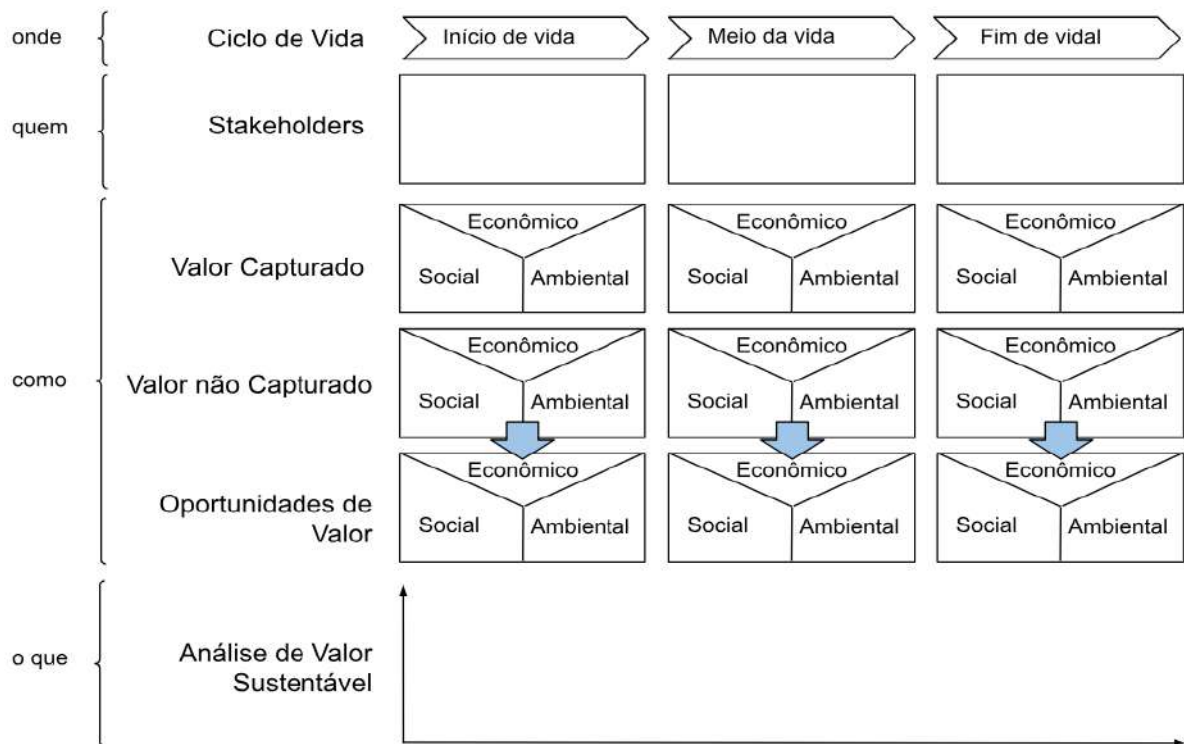 onde
Ciclo de Vida
Início de vida
Meio da vida
Fim de vidal
quem
Stakeholders
como
Valor Capturado
Econômico
Social
Ambiental
Econômico
Social
Ambiental
Econômico
Social
Ambiental
Valor não Capturado
Econômico
Social
Ambiental
Econômico
Social
Ambiental
Econômico
Social
Ambiental
Oportunidades de
Valor
Econômico
Social
Ambiental
Econômico
Social
Ambiental
Econômico
Social
Ambiental
o que
Análise de Valor
Sustentável